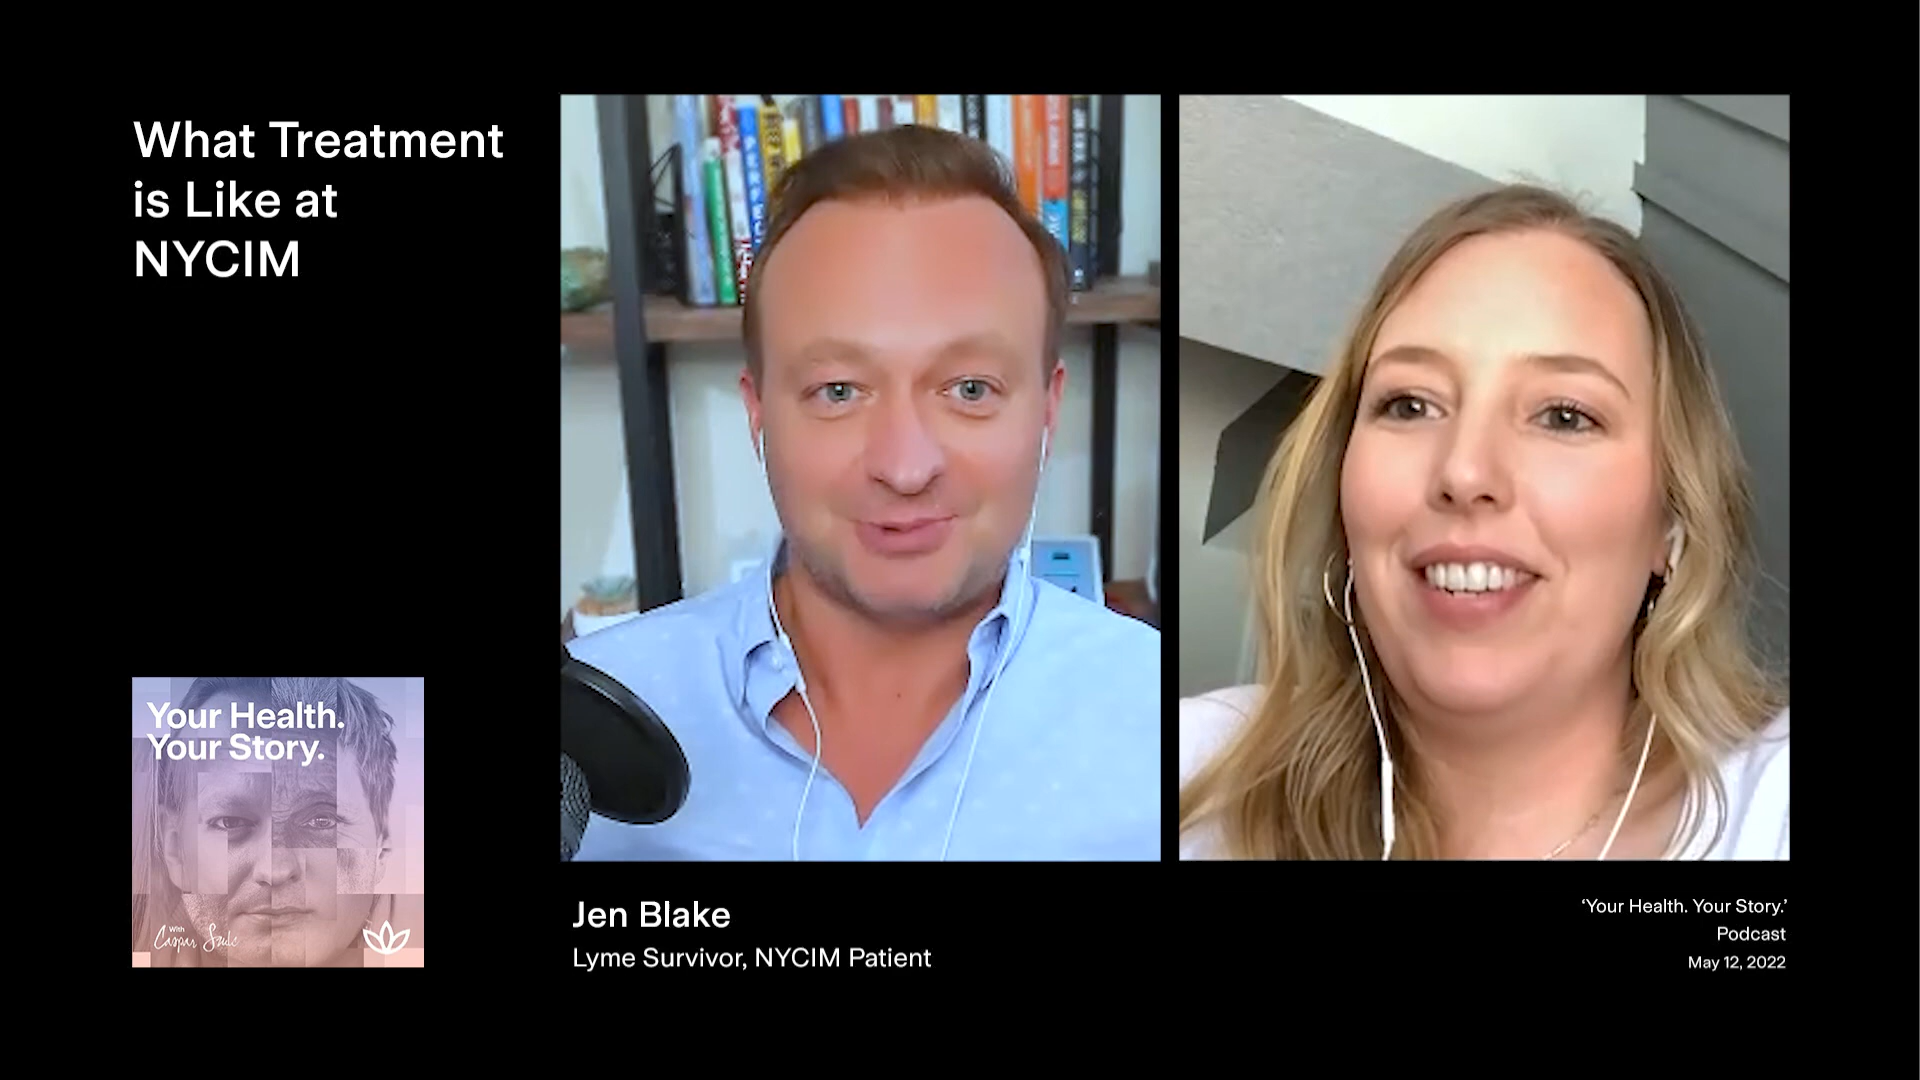 What Treatment
is Like at
NYCIM
Your Health.
Your Story.
With
Jen Blake
Lyme Survivor, NYCIM Patient
‘Your Health. Your Story.’
Podcast
May 12, 2022